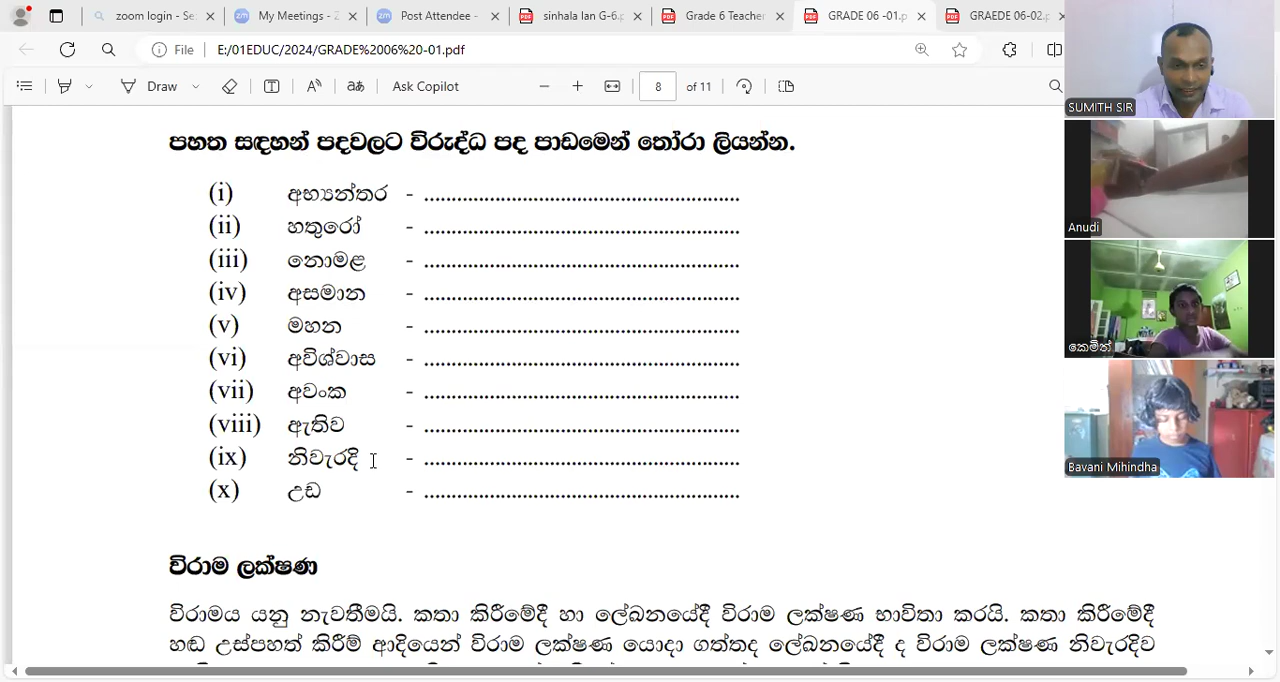 zoom login - Se
My Meetings - Z
Post Attendee -
sinhala lan G-6.p
Grade 6 Teacher
GRADE 06 -01.p
GRAEDE 06-02.p
File E:/01EDUC/2024/GRADE%2006%20-01.pdf
Draw Ask Copilot 8 of 11
පහත සඳහන් පදවලට විරුද්ධ පද පාඩමෙන් තෝරා ලියන්න.
(i) අභ්‍යන්තර - ........................................................
(ii) හතුරෝ - ........................................................
(iii) නොමළ - ........................................................
(iv) අසමාන - ........................................................
(v) මහන - ........................................................
(vi) අවිශ්වාස - ........................................................
(vii) අවංක - ........................................................
(viii) ඇතිව - ........................................................
(ix) නිවැරදි - ........................................................
(x) උඩ - ........................................................
විරාම ලක්ෂණ
විරාමය යනු නැවතීමයි. කතා කිරීමේදී හා ලේඛනයේදී විරාම ලක්ෂණ භාවිතා කරයි. කතා කිරීමේදී
හඬ උස්පහත් කිරීම් ආදියෙන් විරාම ලක්ෂණ යොදා ගත්තද ලේඛනයේදී ද විරාම ලක්ෂණ නිවැරදිව
SUMITH SIR
Anudi
කෙමින්
Bavani Mihindha